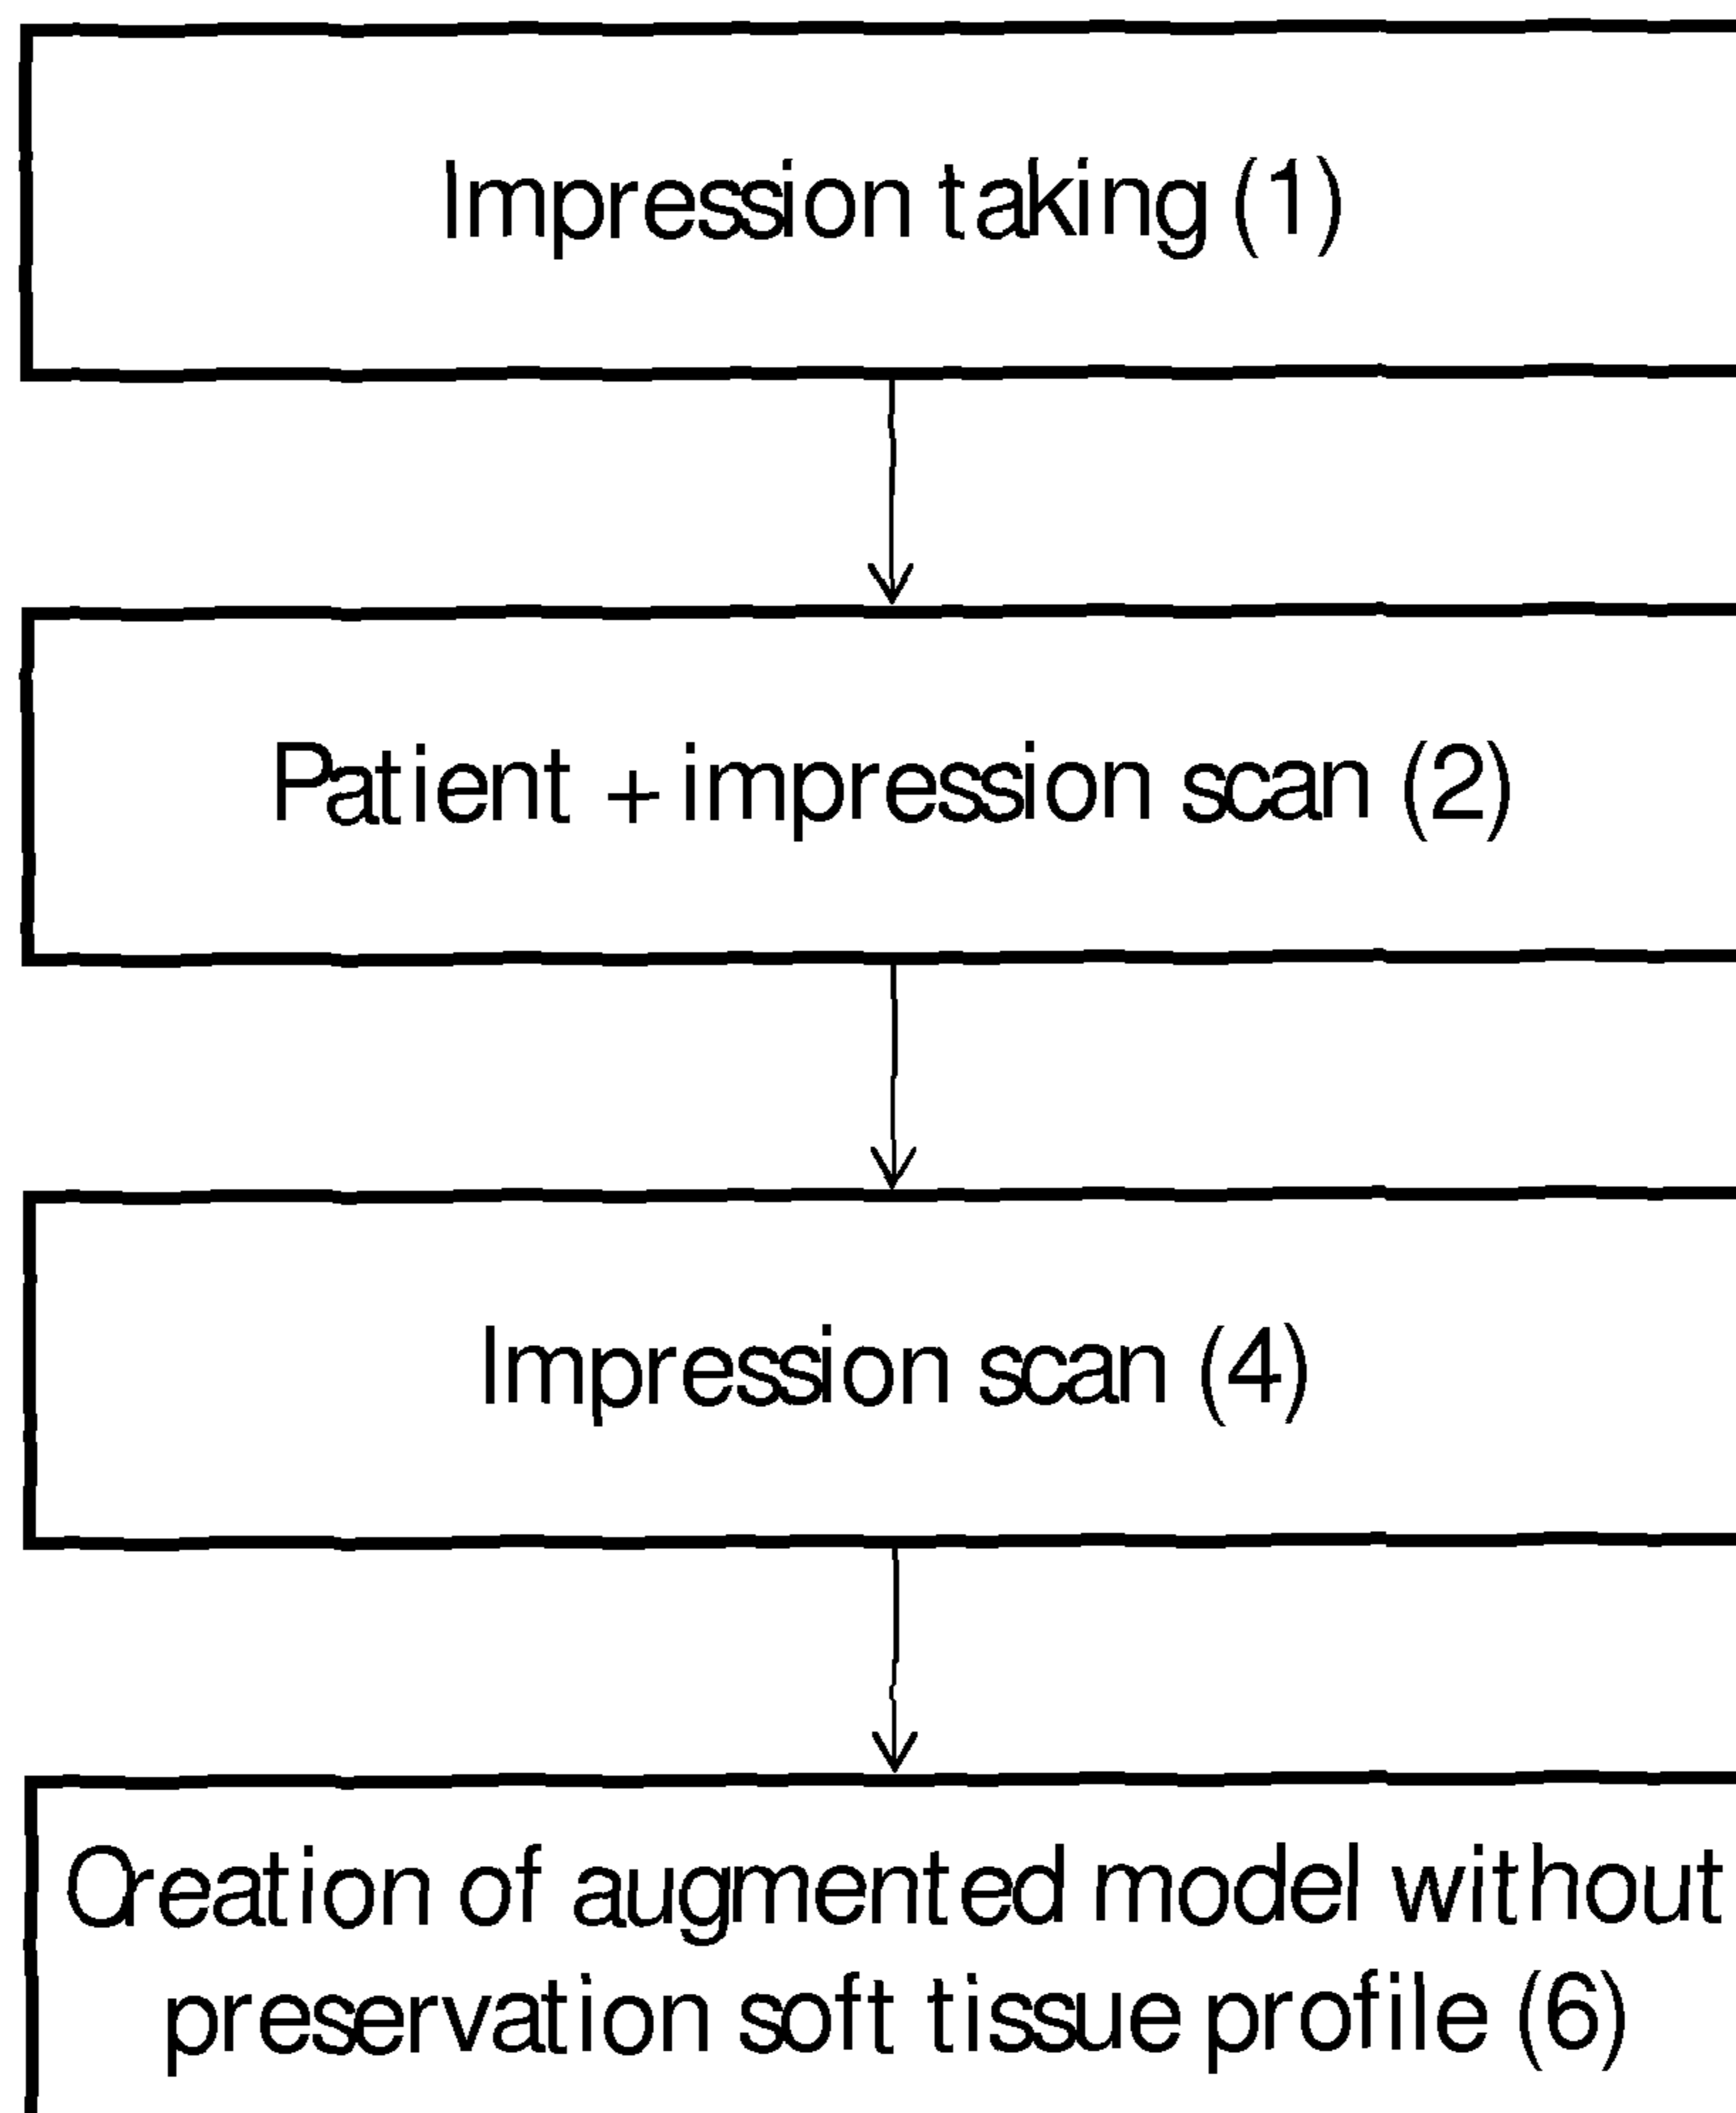 Impression taking (1)
Patient + impression scan (2)
Impression scan (4)
Creation of augmented model without
preservation soft tissue profile (6)